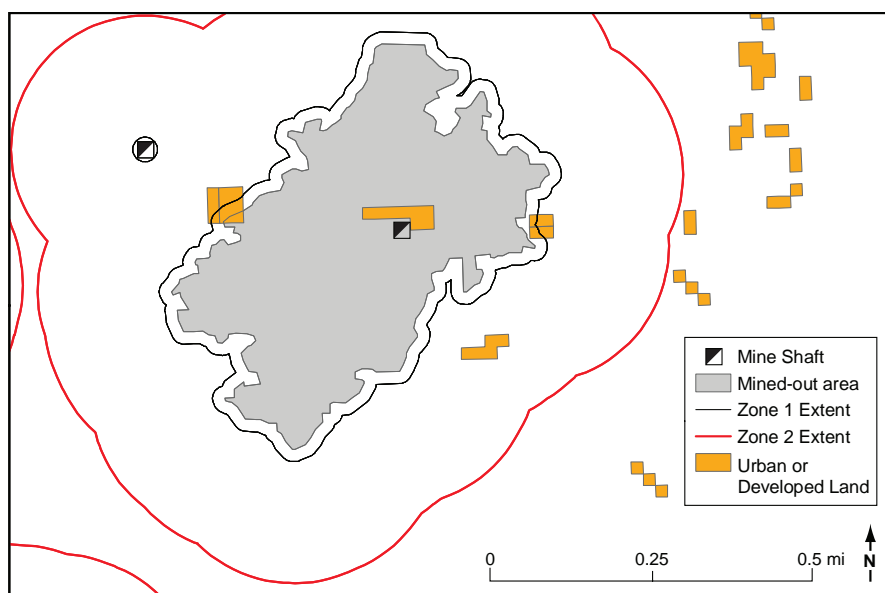 Mine Shaft
Mined-out area
Zone 1 Extent
Zone 2 Extent
Urban or
Developed Land
0 0.25 0.5 mi
N